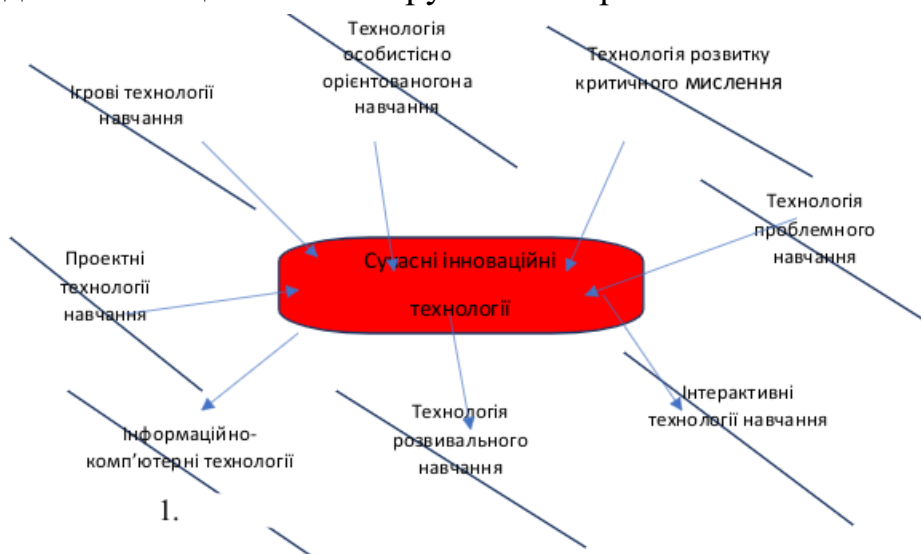 Технологія
особистісно
орієнтованогона
навчання
Технологія розвитку
критичного мислення
Ігрові технології
навчання
Технологія
проблемного
навчання
Сучасні інноваційні
технології
Проектні
технології
навчання
Інтерактивні
технології навчання
Технологія
розвивального
навчання
Інформаційно-
комп’ютерні технології
1.